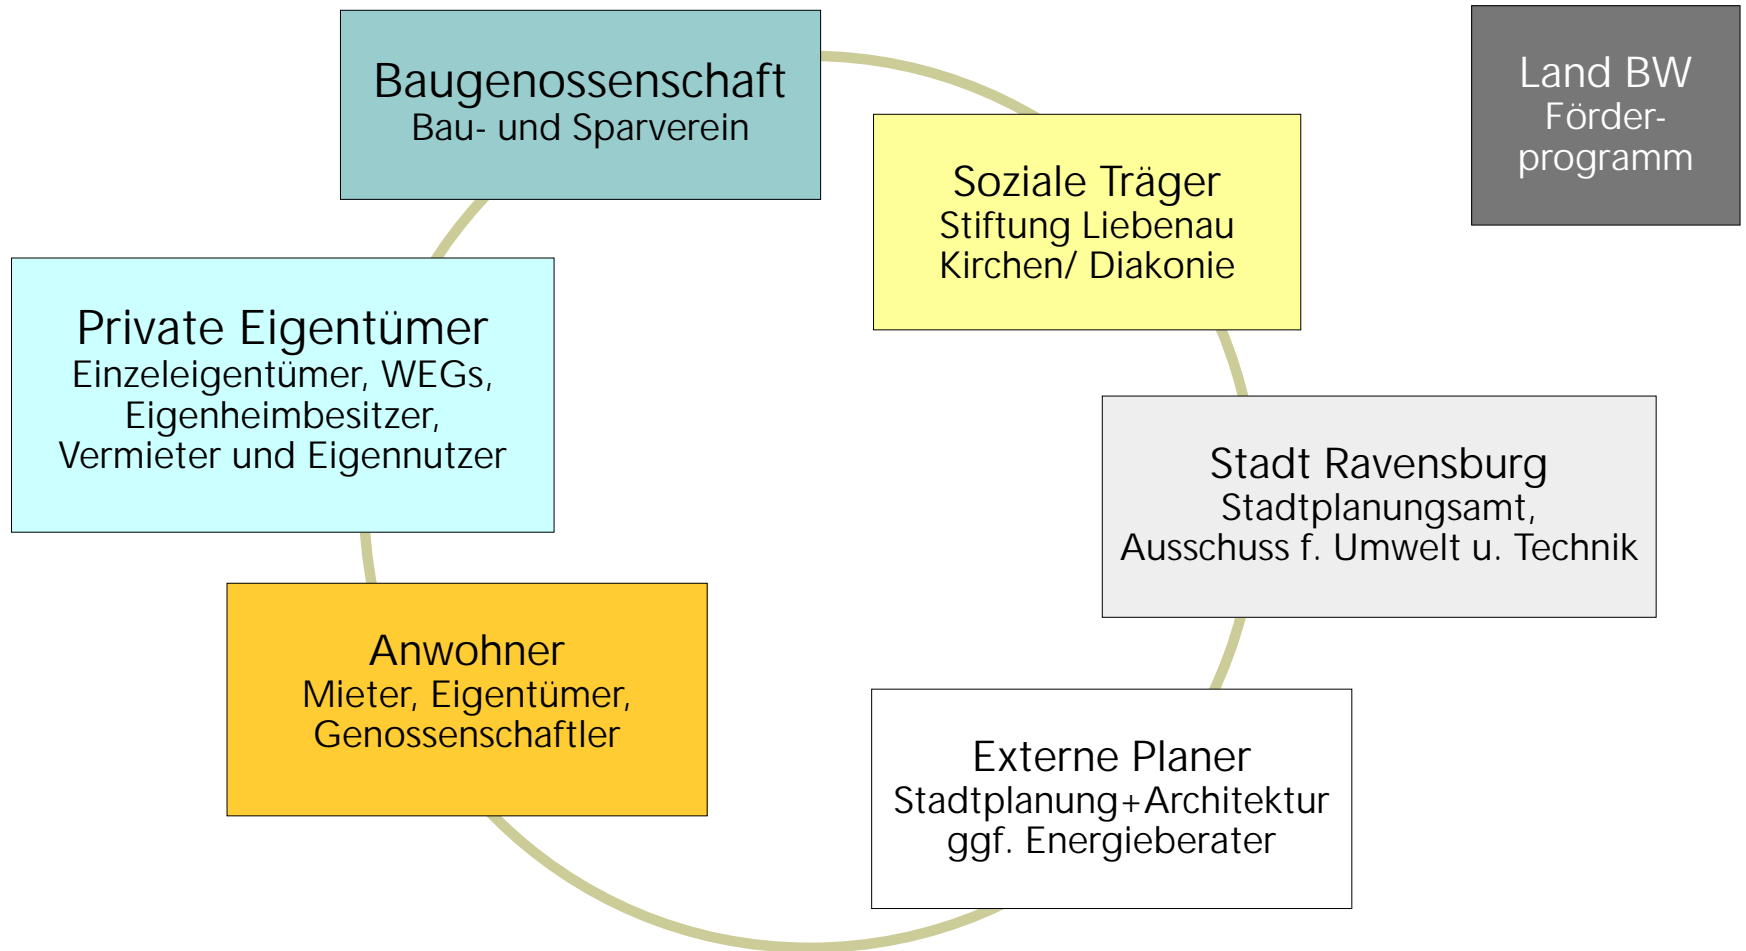 Baugenossenschaft
Bau- und Sparverein
Land BW
Förder-
programm
Soziale Träger
Stiftung Liebenau
Kirchen/ Diakonie
Private Eigentümer
Einzeleigentümer, WEGs,
Eigenheimbesitzer,
Vermieter und Eigennutzer
Stadt Ravensburg
Stadtplanungsamt,
Ausschuss f. Umwelt u. Technik
Anwohner
Mieter, Eigentümer,
Genossenschaftler
Externe Planer
Stadtplanung+Architektur
ggf. Energieberater